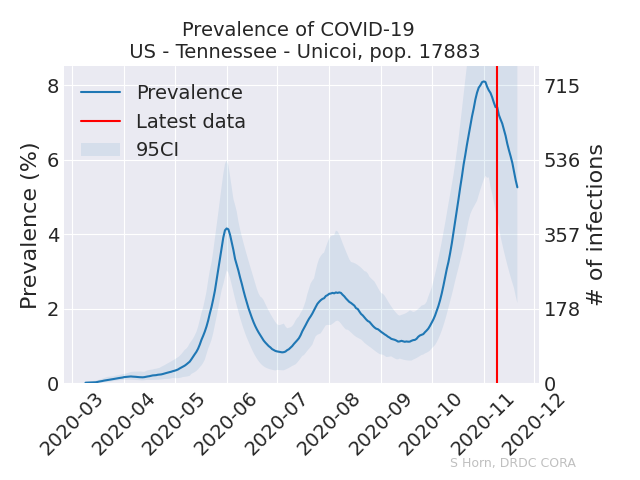 Prevalence of COVID-19
US - Tennessee - Unicoi, pop. 17883
Prevalence
Latest data
95CI
Prevalence (%)
8
6
4
2
0
715
536
357
178
0
# of infections
2020-03
2020-04
2020-05
2020-06
2020-07
2020-08
2020-09
2020-10
2020-11
2020-12
S Horn, DRDC CORA